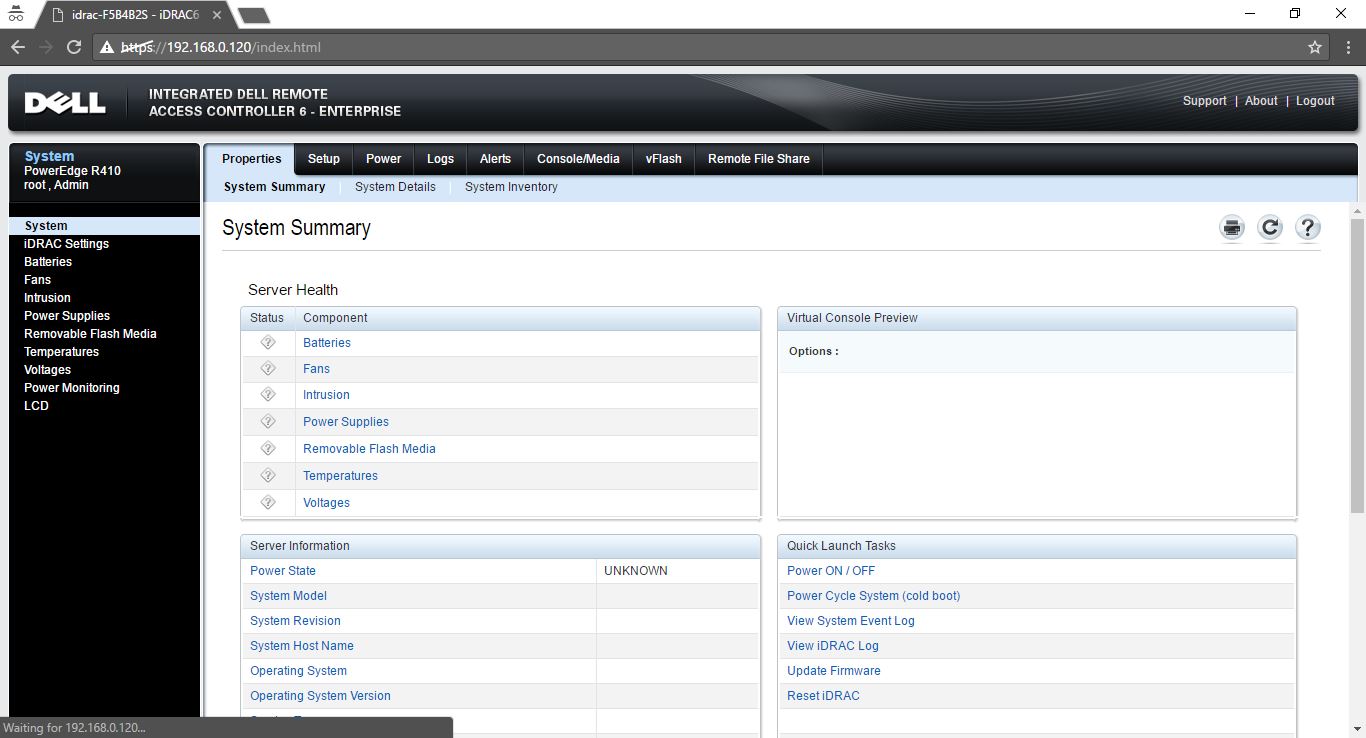 idrac-F5B4B2S - iDRAC6
https://192.168.0.120/index.html
DELL
INTEGRATED DELL REMOTE
ACCESS CONTROLLER 6 - ENTERPRISE
Support | About | Logout
System
PowerEdge R410
root , Admin
Properties Setup Power Logs Alerts Console/Media vFlash Remote File Share
System Summary System Details System Inventory
System
iDRAC Settings
Batteries
Fans
Intrusion
Power Supplies
Removable Flash Media
Temperatures
Voltages
Power Monitoring
LCD
System Summary
?
Server Health
Status Component
? Batteries
? Fans
? Intrusion
? Power Supplies
? Removable Flash Media
? Temperatures
? Voltages
Virtual Console Preview
Options :
Server Information
Power State UNKNOWN
System Model
System Revision
System Host Name
Operating System
Operating System Version
Quick Launch Tasks
Power ON / OFF
Power Cycle System (cold boot)
View System Event Log
View iDRAC Log
Update Firmware
Reset iDRAC
Waiting for 192.168.0.120...